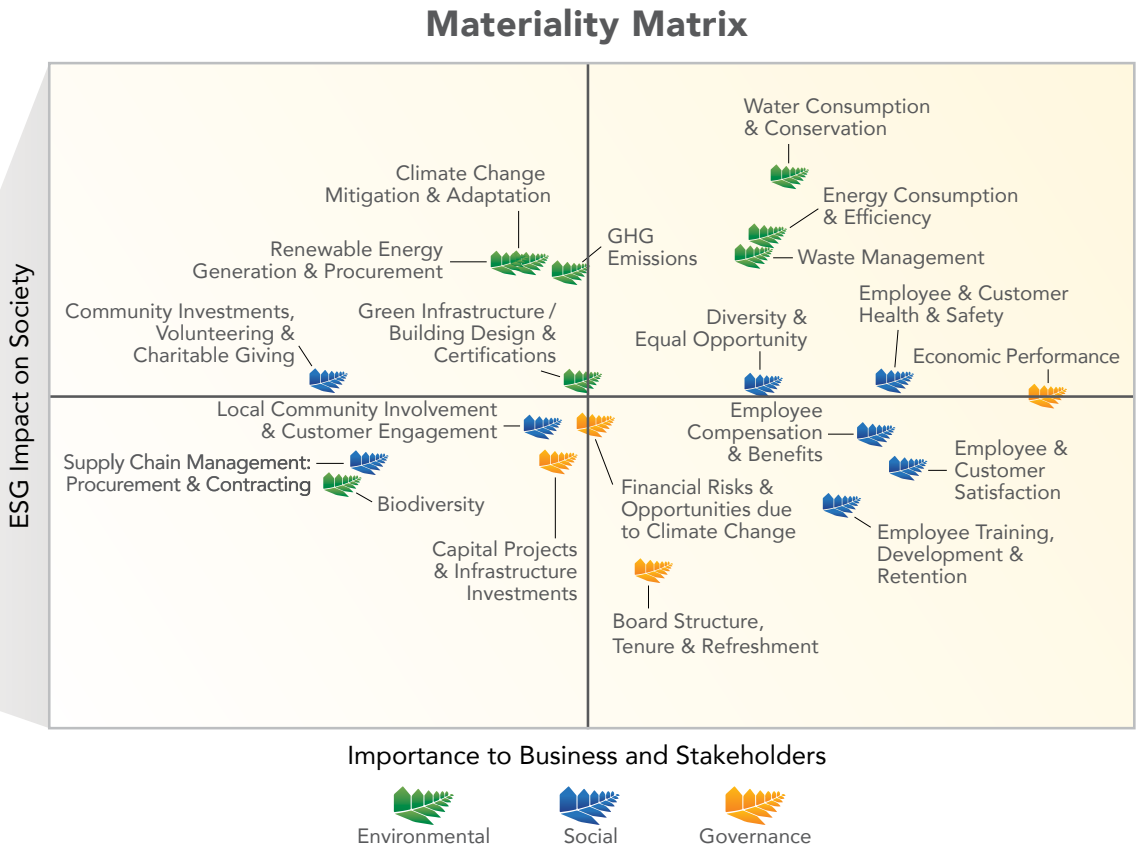 Materiality Matrix
Water Consumption
& Conservation
Climate Change
Mitigation & Adaptation
Energy Consumption
& Efficiency
Renewable Energy
Generation & Procurement
GHG
Emissions
Waste Management
Community Investments,
Volunteering &
Charitable Giving
Green Infrastructure /
Building Design &
Certifications
Diversity &
Equal Opportunity
Employee & Customer
Health & Safety
Economic Performance
Local Community Involvement
& Customer Engagement
Employee
Compensation
& Benefits
Supply Chain Management:
Procurement & Contracting
Biodiversity
Employee &
Customer
Satisfaction
Financial Risks &
Opportunities due
to Climate Change
Employee Training,
Development &
Retention
Capital Projects
& Infrastructure
Investments
Board Structure,
Tenure & Refreshment
ESG Impact on Society
Importance to Business and Stakeholders
Environmental
Social
Governance